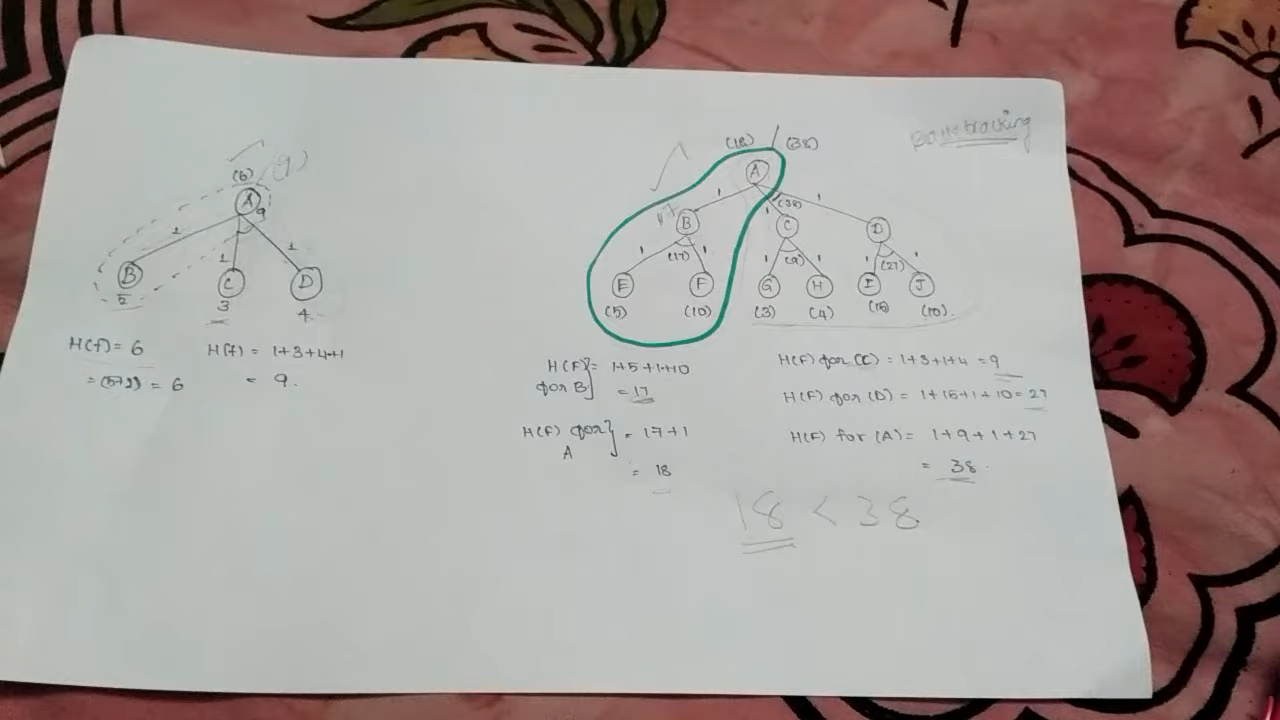 Backtracking
(6)
9)
A
9
1
1
1
B
C
D
5
3
4
H(f) = 6
= (5+1) = 6
H(f) = 1+3+4+1
= 9.
(18) / (38)
A
1
1
1
(38)
17
B
C
D
1
(17)
1
1
(9)
1
1
(27)
1
E
F
G
H
I
J
(5)
(10)
(3)
(4)
(15)
(10)
H(F) for B} = 1+5+1+10
= 17
H(F) for A} = 17+1
= 18
H(F) for (C) = 1+3+1+4 = 9
H(F) for (D) = 1+15+1+10 = 27
H(F) for (A) = 1+9+1+27
= 38.
18 < 38